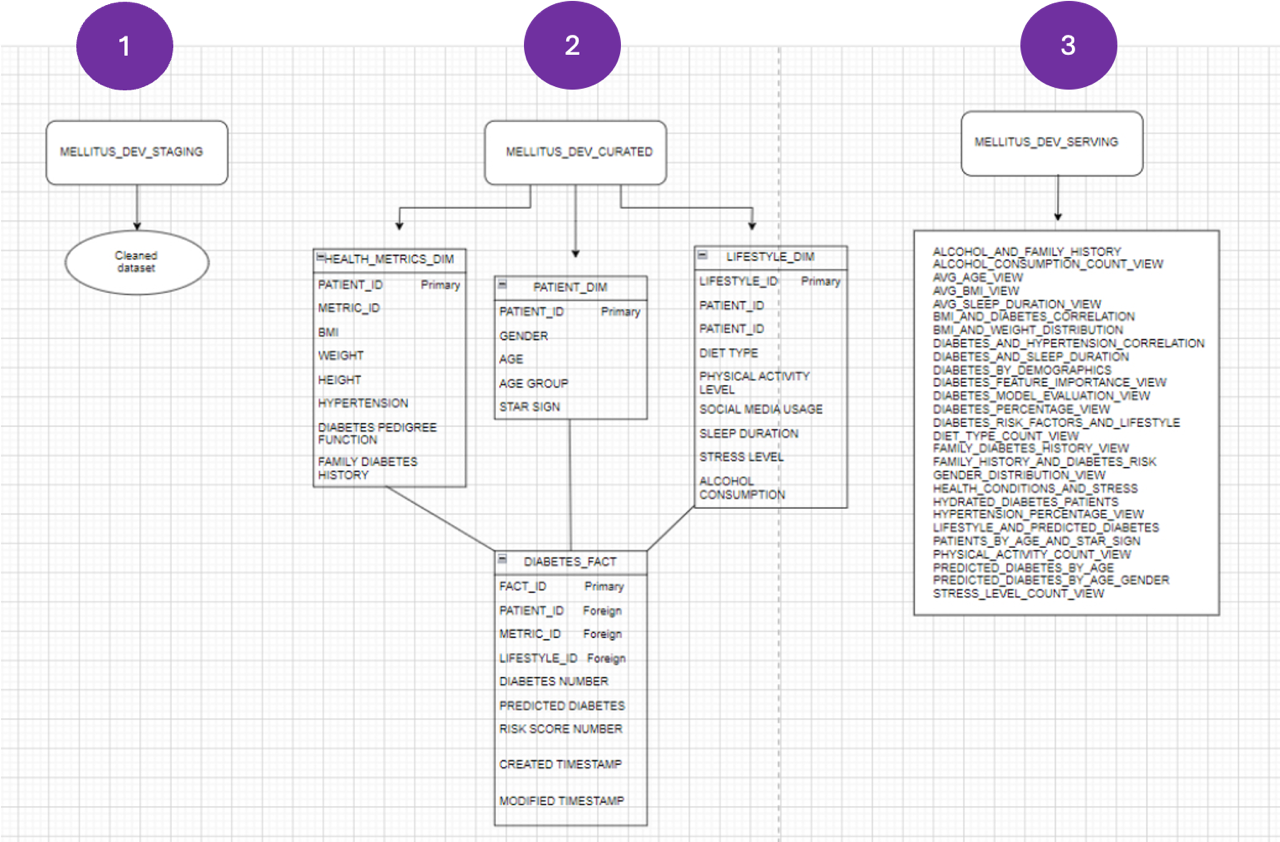 1
2
3
MELLITUS_DEV_STAGING
Cleaned
dataset
MELLITUS_DEV_CURATED
HEALTH_METRICS_DIM
PATIENT_ID Primary
METRIC_ID
BMI
WEIGHT
HEIGHT
HYPERTENSION
DIABETES PEDIGREE
FUNCTION
FAMILY DIABETES
HISTORY
PATIENT_DIM
PATIENT_ID Primary
GENDER
AGE
AGE GROUP
STAR SIGN
LIFESTYLE_DIM
LIFESTYLE_ID Primary
PATIENT_ID
PATIENT_ID
DIET TYPE
PHYSICAL ACTIVITY
LEVEL
SOCIAL MEDIA USAGE
SLEEP DURATION
STRESS LEVEL
ALCOHOL
CONSUMPTION
DIABETES_FACT
FACT_ID Primary
PATIENT_ID Foreign
METRIC_ID Foreign
LIFESTYLE_ID Foreign
DIABETES NUMBER
PREDICTED DIABETES
RISK SCORE NUMBER
CREATED TIMESTAMP
MODIFIED TIMESTAMP
MELLITUS_DEV_SERVING
ALCOHOL_AND_FAMILY_HISTORY
ALCOHOL_CONSUMPTION_COUNT_VIEW
AVG_AGE_VIEW
AVG_BMI_VIEW
AVG_SLEEP_DURATION_VIEW
BMI_AND_DIABETES_CORRELATION
BMI_AND_WEIGHT_DISTRIBUTION
DIABETES_AND_HYPERTENSION_CORRELATION
DIABETES_AND_SLEEP_DURATION
DIABETES_BY_DEMOGRAPHICS
DIABETES_FEATURE_IMPORTANCE_VIEW
DIABETES_MODEL_EVALUATION_VIEW
DIABETES_PERCENTAGE_VIEW
DIABETES_RISK_FACTORS_AND_LIFESTYLE
DIET_TYPE_COUNT_VIEW
FAMILY_DIABETES_HISTORY_VIEW
FAMILY_HISTORY_AND_DIABETES_RISK
GENDER_DISTRIBUTION_VIEW
HEALTH_CONDITIONS_AND_STRESS
HYDRATED_DIABETES_PATIENTS
HYPERTENSION_PERCENTAGE_VIEW
LIFESTYLE_AND_PREDICTED_DIABETES
PATIENTS_BY_AGE_AND_STAR_SIGN
PHYSICAL_ACTIVITY_COUNT_VIEW
PREDICTED_DIABETES_BY_AGE
PREDICTED_DIABETES_BY_AGE_GENDER
STRESS_LEVEL_COUNT_VIEW